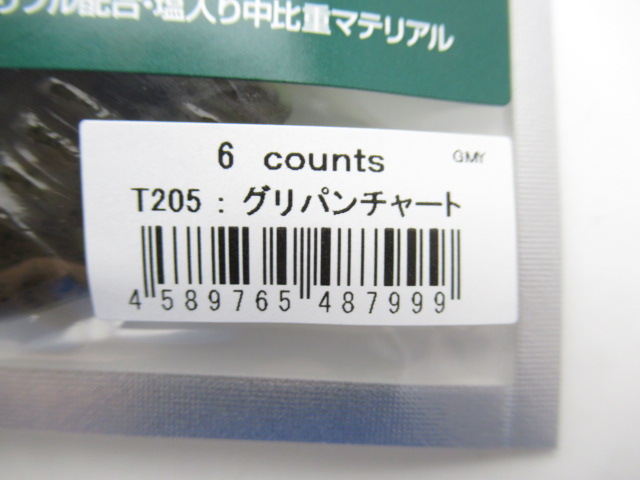 配合・塩入り中比重マテリアル
6 counts GMY
T205 : グリパンチャート
4 589765 487999